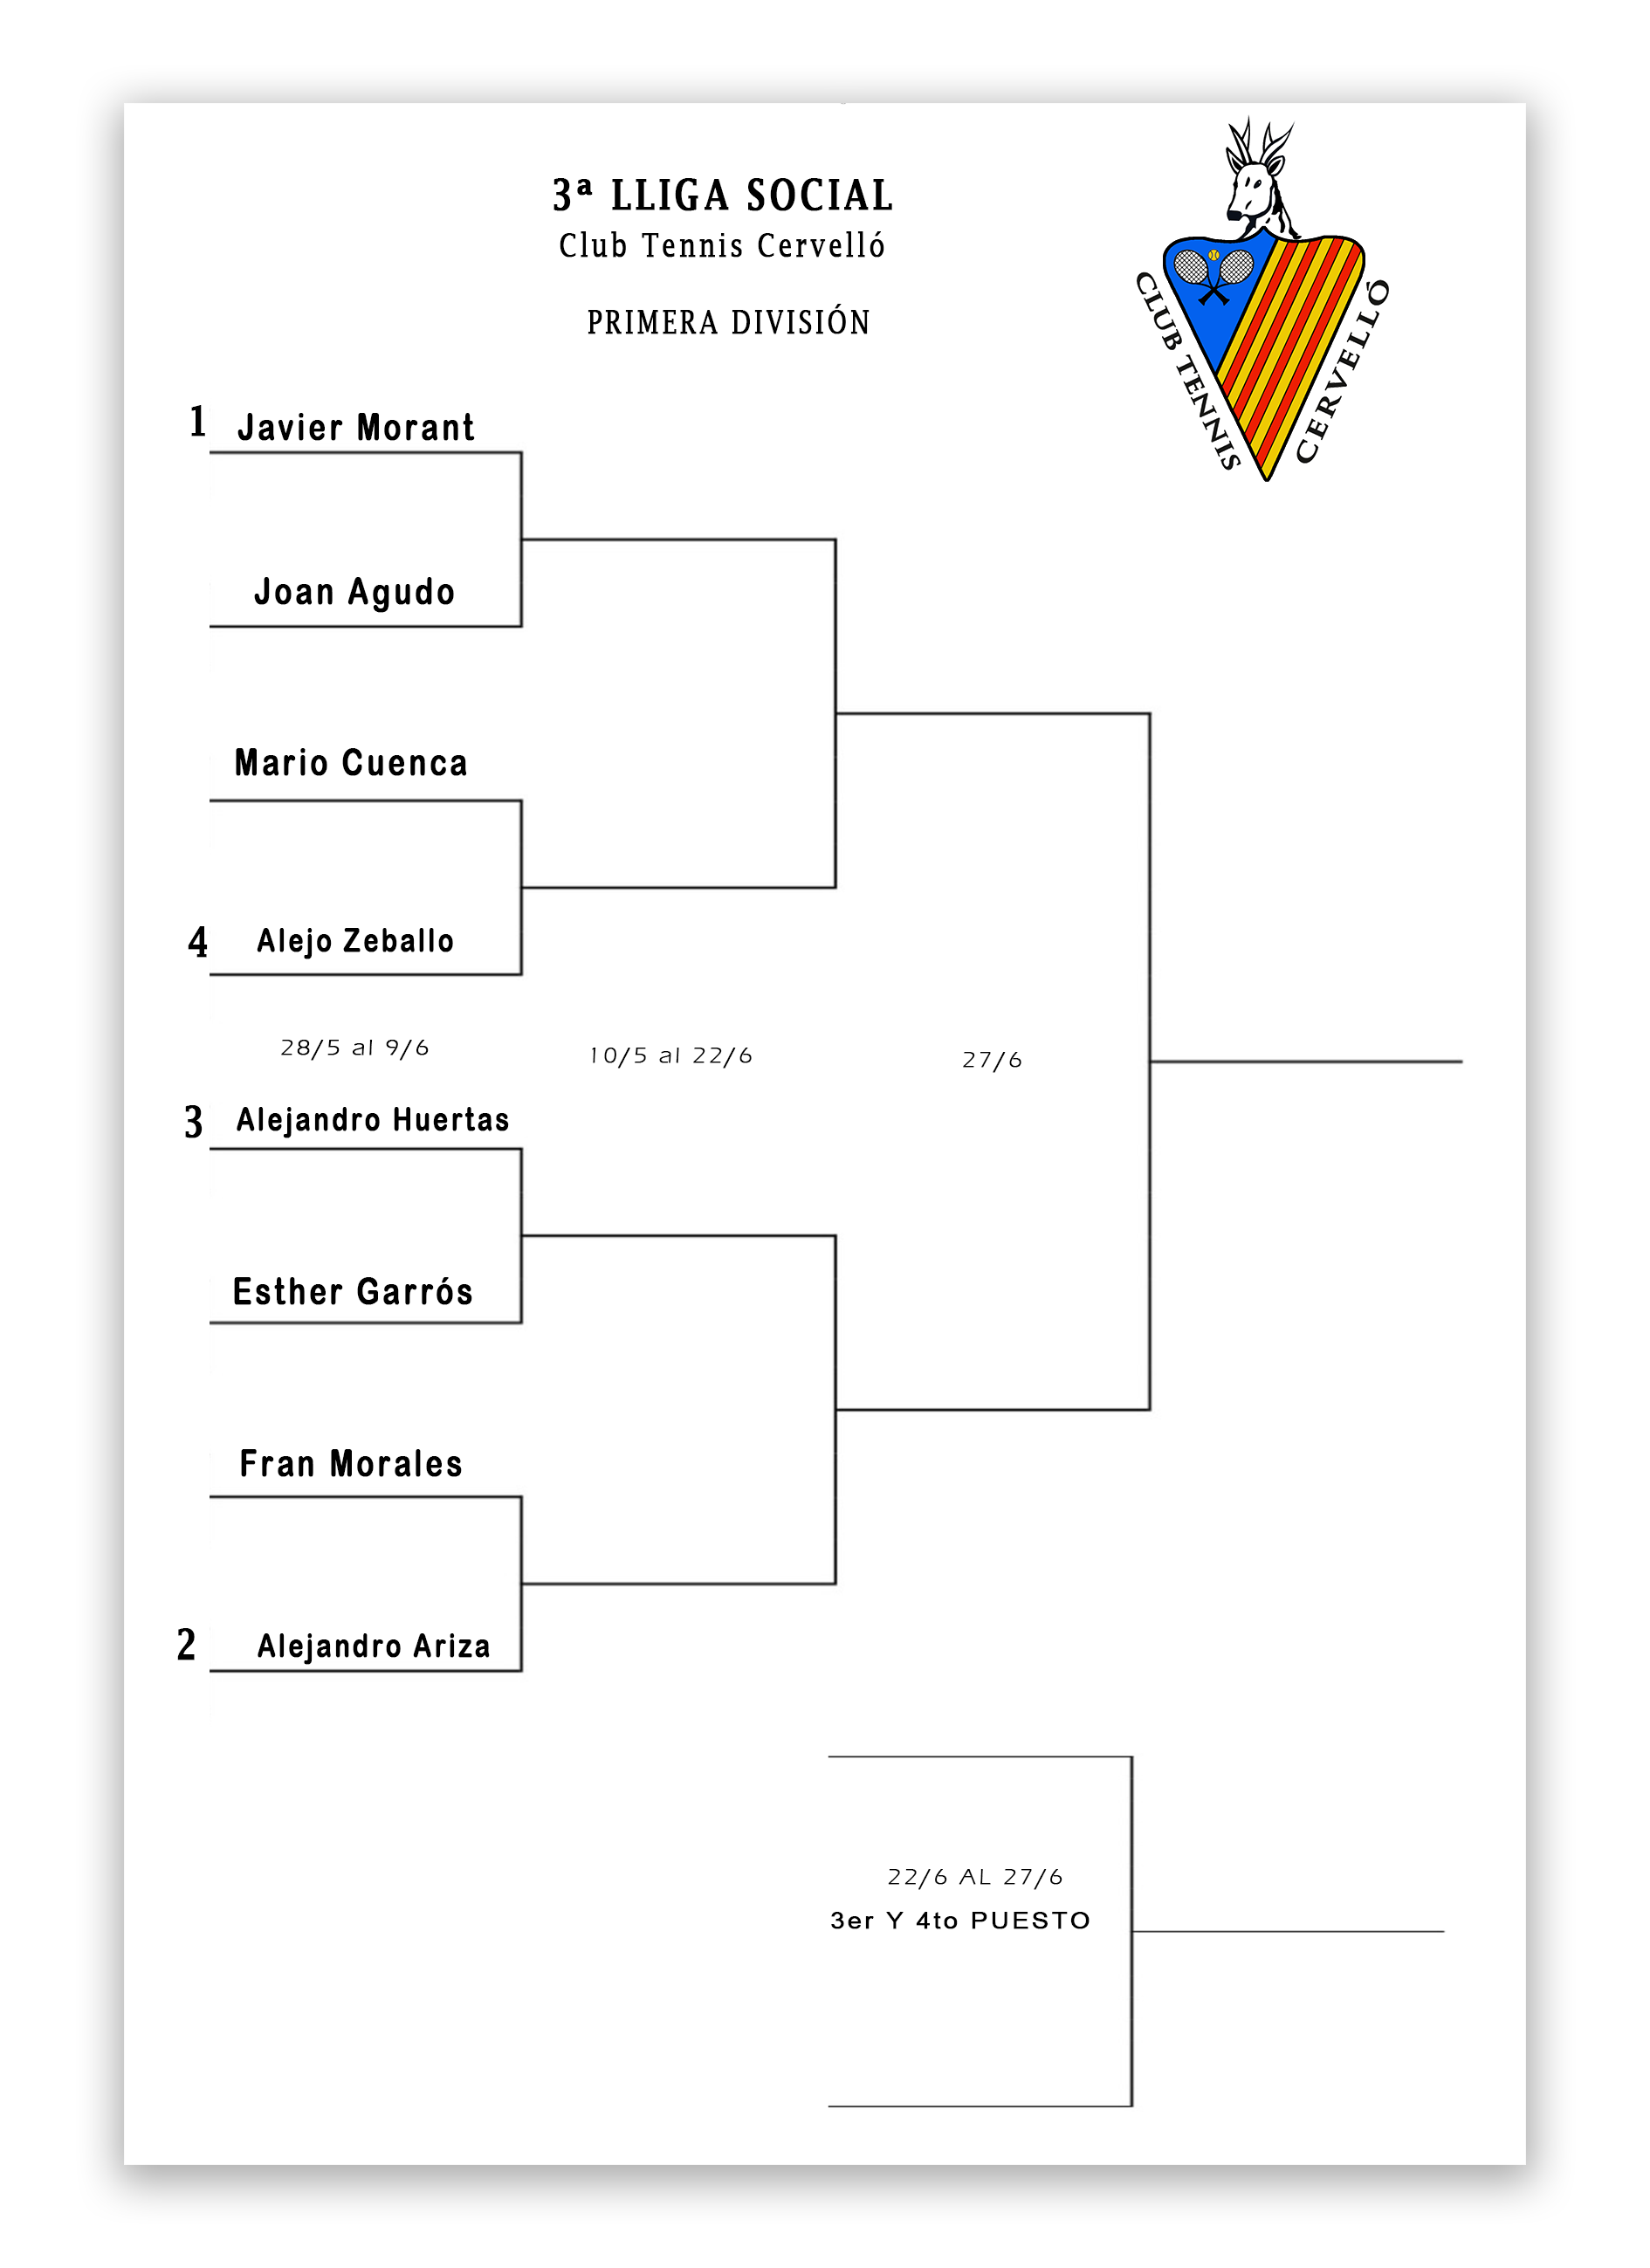 3ª LLIGA SOCIAL
Club Tennis Cervelló
PRIMERA DIVISIÓN
CLUB TENNIS
CERVELLÓ
1 Javier Morant
Joan Agudo
Mario Cuenca
4 Alejo Zeballo
28/5 al 9/6
10/5 al 22/6
27/6
3 Alejandro Huertas
Esther Garrós
Fran Morales
2 Alejandro Ariza
22/6 AL 27/6
3er Y 4to PUESTO